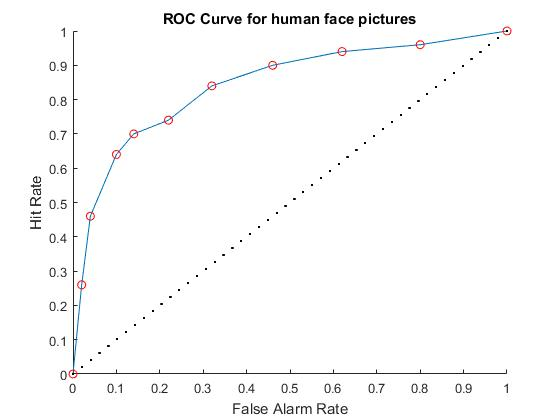 ROC Curve for human face pictures
1
0.9
0.8
0.7
0.6
0.5
0.4
0.3
0.2
0.1
0
Hit Rate
0 0.1 0.2 0.3 0.4 0.5 0.6 0.7 0.8 0.9 1
False Alarm Rate